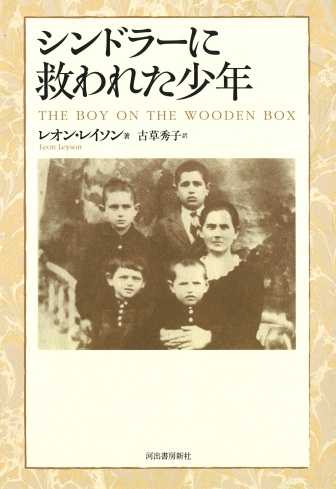 シンドラーに
救われた少年
THE BOY ON THE WOODEN BOX
レオン・レイソン 著 古草秀子 訳
Leon Leyson
河出書房新社